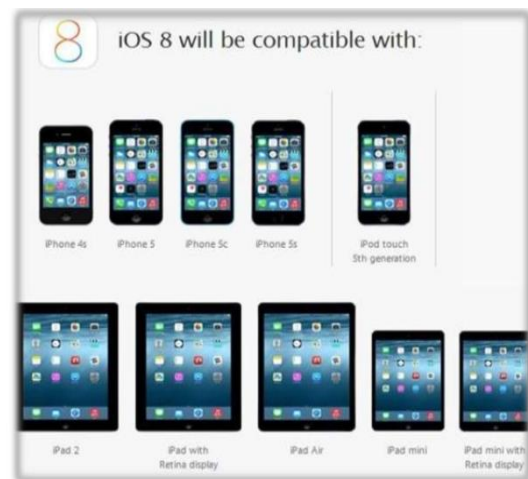 8 iOS 8 will be compatible with:
iPhone 4s iPhone 5 iPhone 5c iPhone 5s iPod touch
5th generation
iPad 2 iPad with iPad Air iPad mini iPad mini with
Retina display Retina display